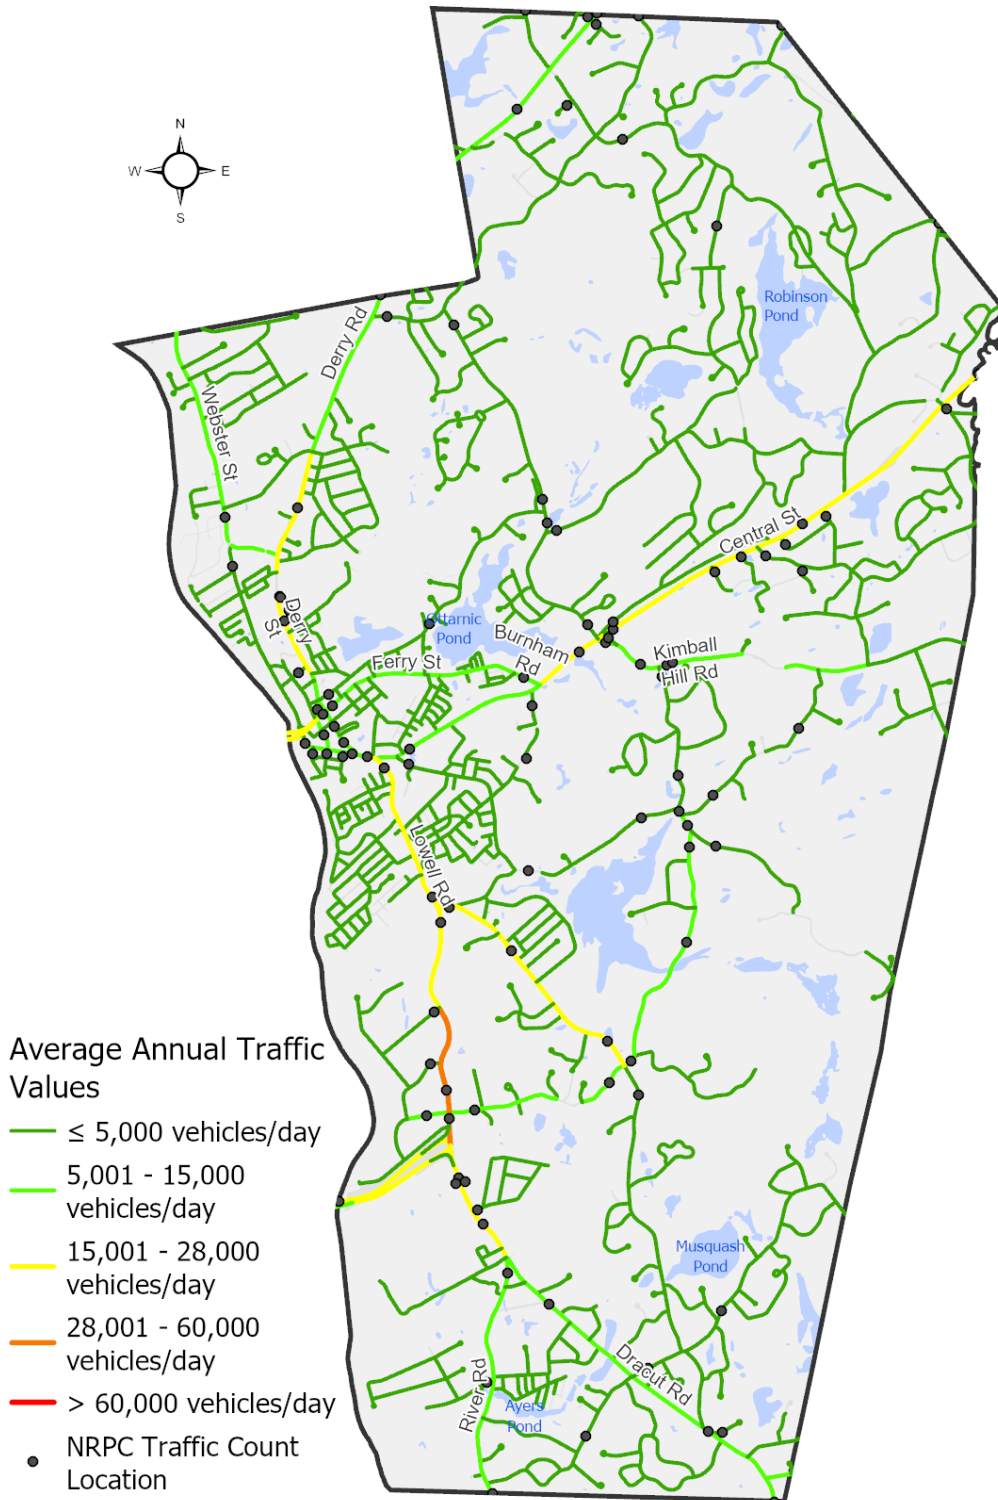 N
W
E
S
Robinson
Pond
Derry Rd
Webster St
Central St
Derry
St
Ottarnic
Pond
Burnham
Rd
Ferry St
Kimball
Hill Rd
Lowell Rd
Average Annual Traffic
Values
≤ 5,000 vehicles/day
5,001 - 15,000
vehicles/day
15,001 - 28,000
vehicles/day
28,001 - 60,000
vehicles/day
> 60,000 vehicles/day
NRPC Traffic Count
Location
Musquash
Pond
Dracut Rd
River Rd
Ayers
Pond